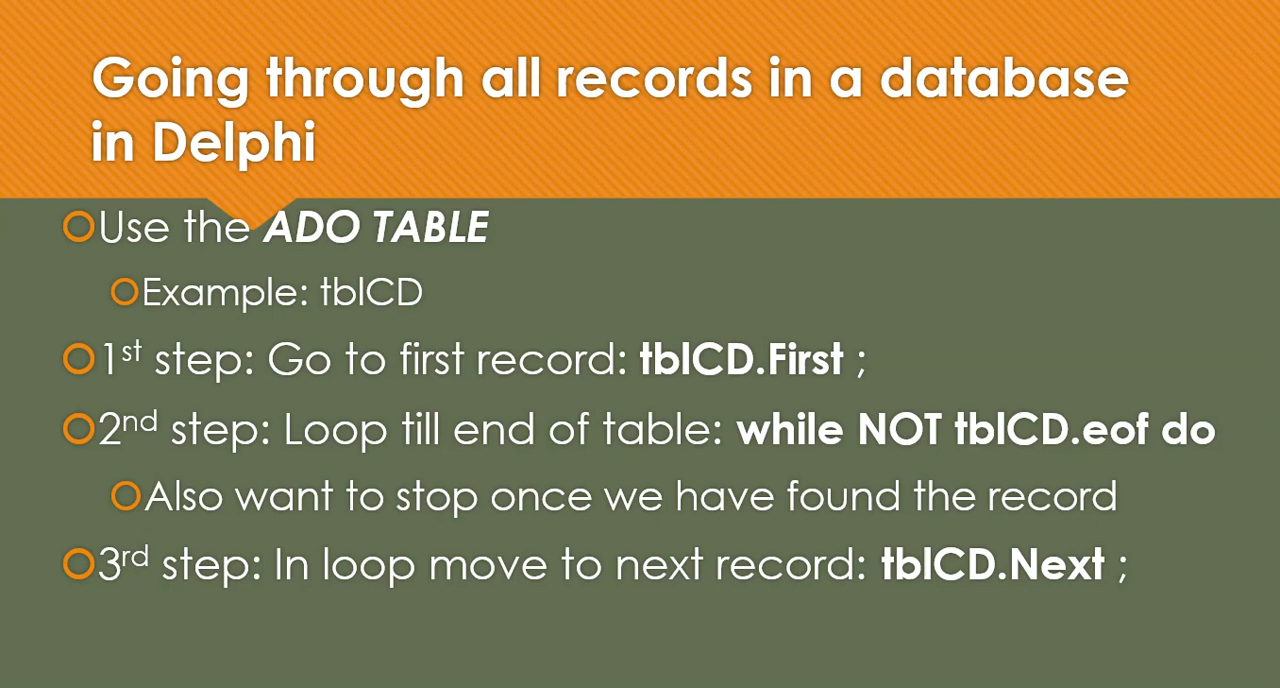 Going through all records in a database
in Delphi
Use the ADO TABLE
Example: tblCD
1st step: Go to first record: tblCD.First ;
2nd step: Loop till end of table: while NOT tblCD.eof do
Also want to stop once we have found the record
3rd step: In loop move to next record: tblCD.Next ;